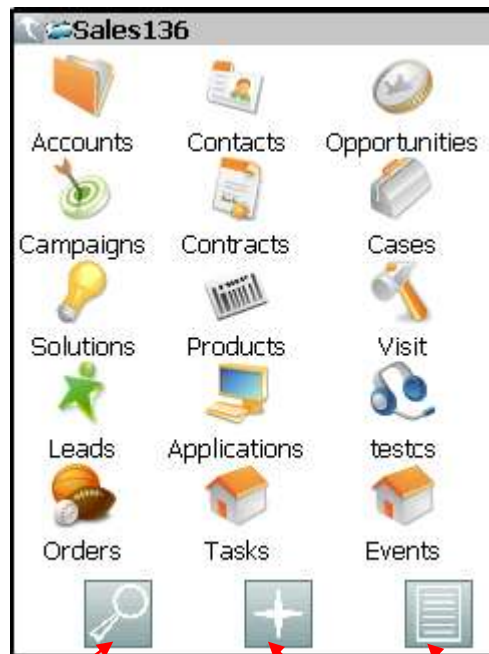 Sales136
Accounts Contacts Opportunities
Campaigns Contracts Cases
Solutions Products Visit
Leads Applications testcs
Orders Tasks Events